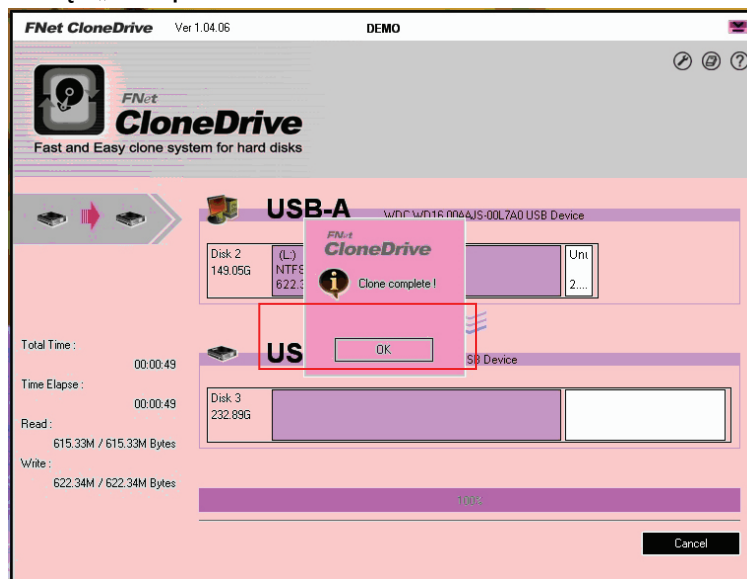 FNet CloneDrive Ver 1.04.06 DEMO
FNet
CloneDrive
Fast and Easy clone system for hard disks
USB-A WDC WD16 00AAJS-00L7A0 USB Device
Disk 2
149.05G
(L:)
NTFS
622.3
2....
FNet
CloneDrive
Clone complete !
OK
US
SB Device
Disk 3
232.89G
Total Time :
00:00:49
Time Elapse :
00:00:49
Read :
615.33M / 615.33M Bytes
Write :
622.34M / 622.34M Bytes
100%
Cancel